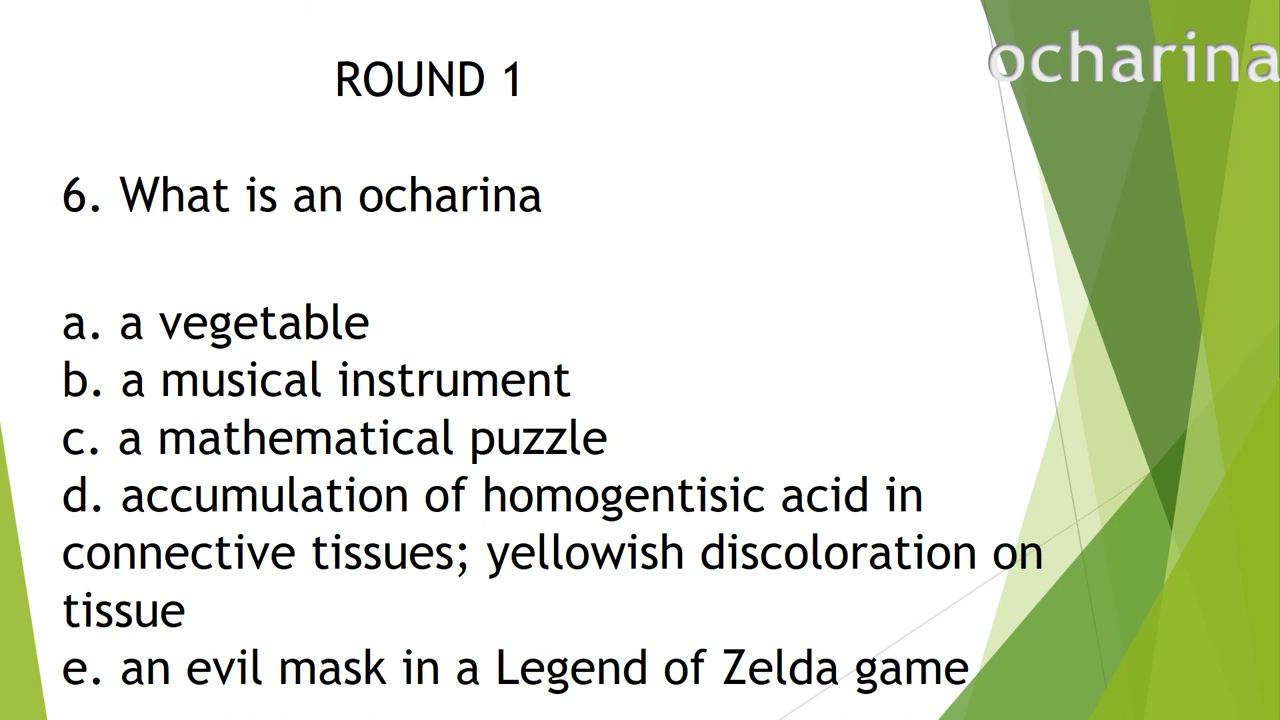 ocharina
ROUND 1
6. What is an ocharina
a. a vegetable
b. a musical instrument
c. a mathematical puzzle
d. accumulation of homogentisic acid in
connective tissues; yellowish discoloration on
tissue
e. an evil mask in a Legend of Zelda game